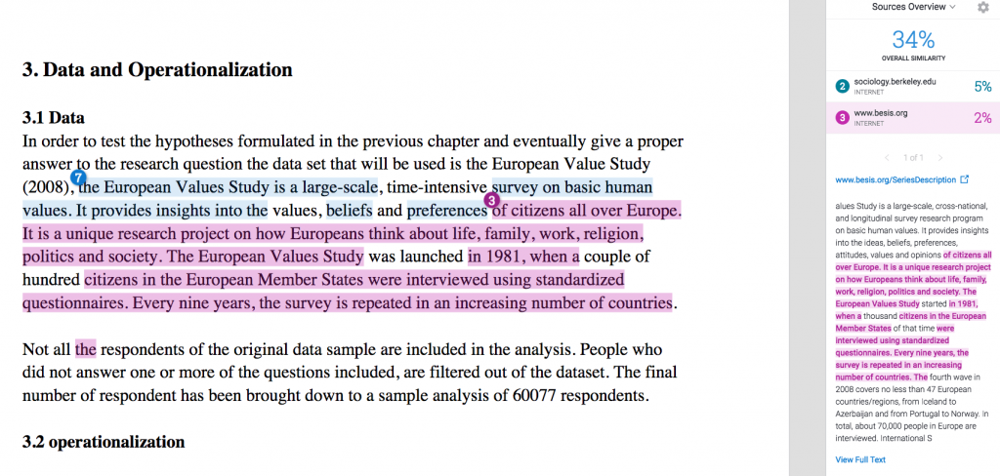 3. Data and Operationalization
3.1 Data
In order to test the hypotheses formulated in the previous chapter and eventually give a proper
answer to the research question the data set that will be used is the European Value Study
7
(2008), the European Values Study is a large-scale, time-intensive survey on basic human
3
values. It provides insights into the values, beliefs and preferences of citizens all over Europe.
It is a unique research project on how Europeans think about life, family, work, religion,
politics and society. The European Values Study was launched in 1981, when a couple of
hundred citizens in the European Member States were interviewed using standardized
questionnaires. Every nine years, the survey is repeated in an increasing number of countries.
Not all the respondents of the original data sample are included in the analysis. People who
did not answer one or more of the questions included, are filtered out of the dataset. The final
number of respondent has been brought down to a sample analysis of 60077 respondents.
3.2 operationalization
Sources Overview
34%
OVERALL SIMILARITY
2 sociology.berkeley.edu 5%
INTERNET
3 www.besis.org 2%
INTERNET
< 1 of 1 >
www.besis.org/SeriesDescription
alues Study is a large-scale, cross-national,
and longitudinal survey research program
on basic human values. It provides insights
into the ideas, beliefs, preferences,
attitudes, values and opinions of citizens all
over Europe. It is a unique research project
on how Europeans think about life, family,
work, religion, politics and society. The
European Values Study started in 1981,
when a thousand citizens in the European
Member States of that time were
interviewed using standardized
questionnaires. Every nine years, the
survey is repeated in an increasing
number of countries. The fourth wave in
2008 covers no less than 47 European
countries/regions, from Iceland to
Azerbaijan and from Portugal to Norway. In
total, about 70,000 people in Europe are
interviewed. International S
View Full Text